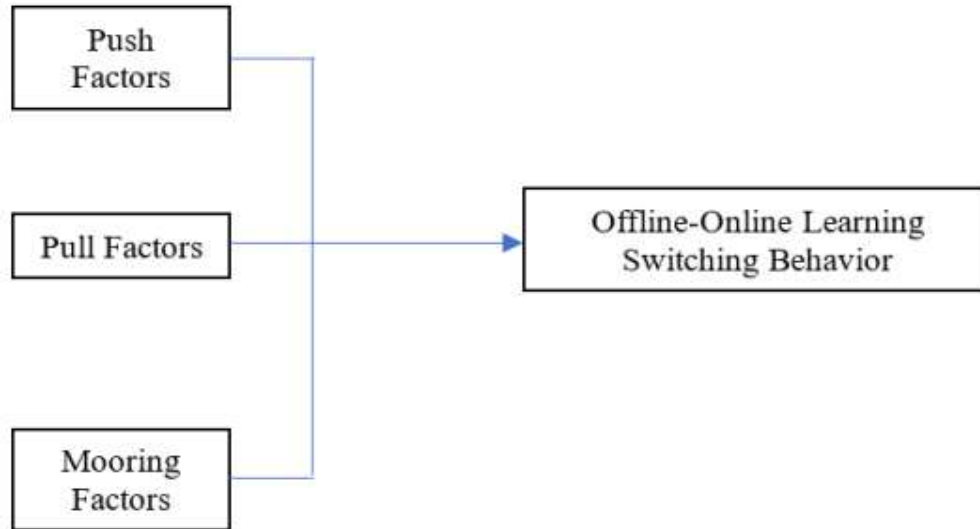 Push
Factors
Pull Factors
Offline-Online Learning
Switching Behavior
Mooring
Factors